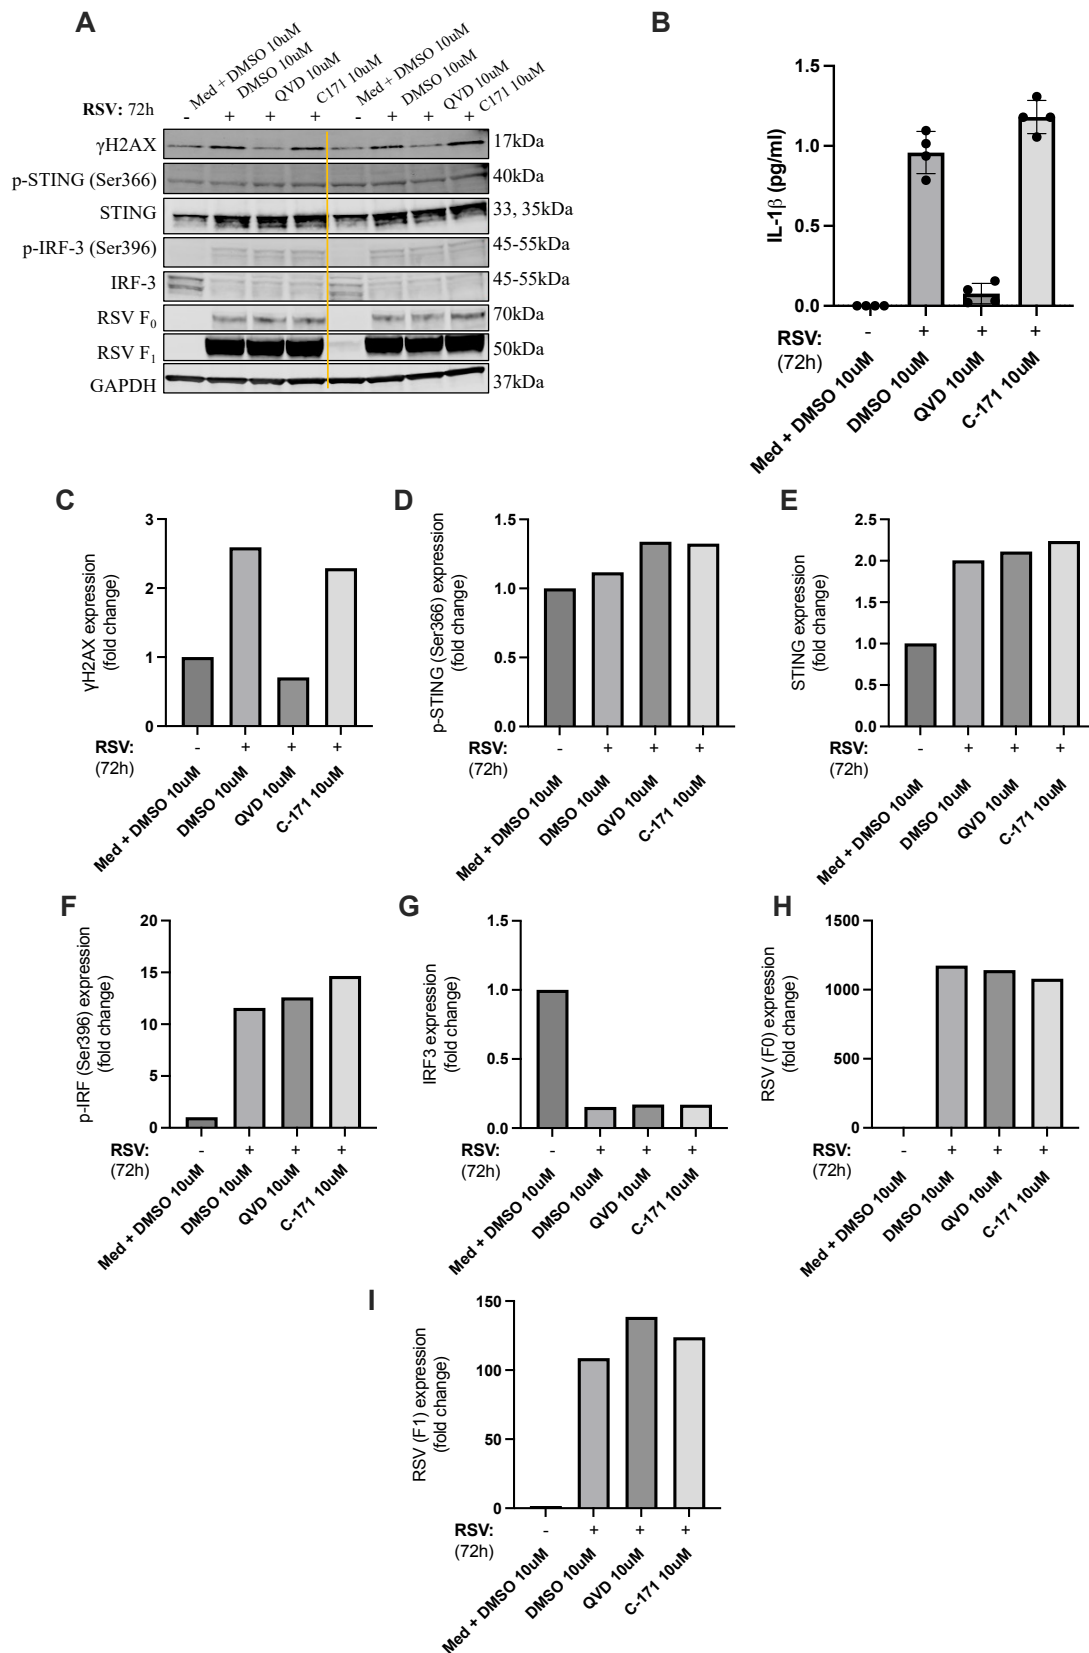 A
Med + DMSO 10uM
DMSO 10uM
QVD 10uM
C171 10uM
Med + DMSO 10uM
DMSO 10uM
QVD 10uM
C171 10uM
RSV: 72h - + + + - + + +
γH2AX 17kDa
p-STING (Ser366) 40kDa
STING 33, 35kDa
p-IRF-3 (Ser396) 45-55kDa
IRF-3 45-55kDa
RSV F₀ 70kDa
RSV F₁ 50kDa
GAPDH 37kDa
B
IL-1β (pg/ml)
1.5
1.0
0.5
0.0
RSV: - + + +
(72h)
Med + DMSO 10uM
DMSO 10uM
QVD 10uM
C-171 10uM
C
γH2AX expression
(fold change)
3
2
1
0
RSV: - + + +
(72h)
Med + DMSO 10uM
DMSO 10uM
QVD 10uM
C-171 10uM
D
p-STING (Ser366) expression
(fold change)
1.5
1.0
0.5
0.0
RSV: - + + +
(72h)
Med + DMSO 10uM
DMSO 10uM
QVD 10uM
C-171 10uM
E
STING expression
(fold change)
2.5
2.0
1.5
1.0
0.5
0.0
RSV: - + + +
(72h)
Med + DMSO 10uM
DMSO 10uM
QVD 10uM
C-171 10uM
F
p-IRF (Ser396) expression
(fold change)
20
15
10
5
0
RSV: - + + +
(72h)
Med + DMSO 10uM
DMSO 10uM
QVD 10uM
C-171 10uM
G
IRF3 expression
(fold change)
1.5
1.0
0.5
0.0
RSV: - + + +
(72h)
Med + DMSO 10uM
DMSO 10uM
QVD 10uM
C-171 10uM
H
RSV (F0) expression
(fold change)
1500
1000
500
0
RSV: - + + +
(72h)
Med + DMSO 10uM
DMSO 10uM
QVD 10uM
C-171 10uM
I
RSV (F1) expression
(fold change)
150
100
50
0
RSV: - + + +
(72h)
Med + DMSO 10uM
DMSO 10uM
QVD 10uM
C-171 10uM